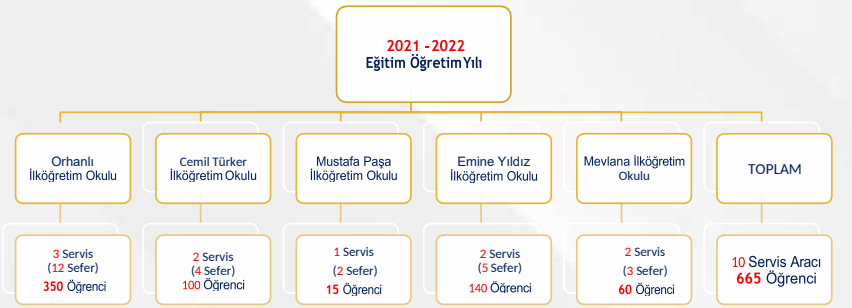 2021 - 2022
Eğitim Öğretim Yılı
Orhanlı
İlköğretim Okulu
Cemil Türker
İlköğretim Okulu
Mustafa Paşa
İlköğretim Okulu
Emine Yıldız
İlköğretim Okulu
Mevlana İlköğretim
Okulu
TOPLAM
3 Servis
(12 Sefer)
350 Öğrenci
2 Servis
(4 Sefer)
100 Öğrenci
1 Servis
(2 Sefer)
15 Öğrenci
2 Servis
(5 Sefer)
140 Öğrenci
2 Servis
(3 Sefer)
60 Öğrenci
10 Servis Aracı
665 Öğrenci